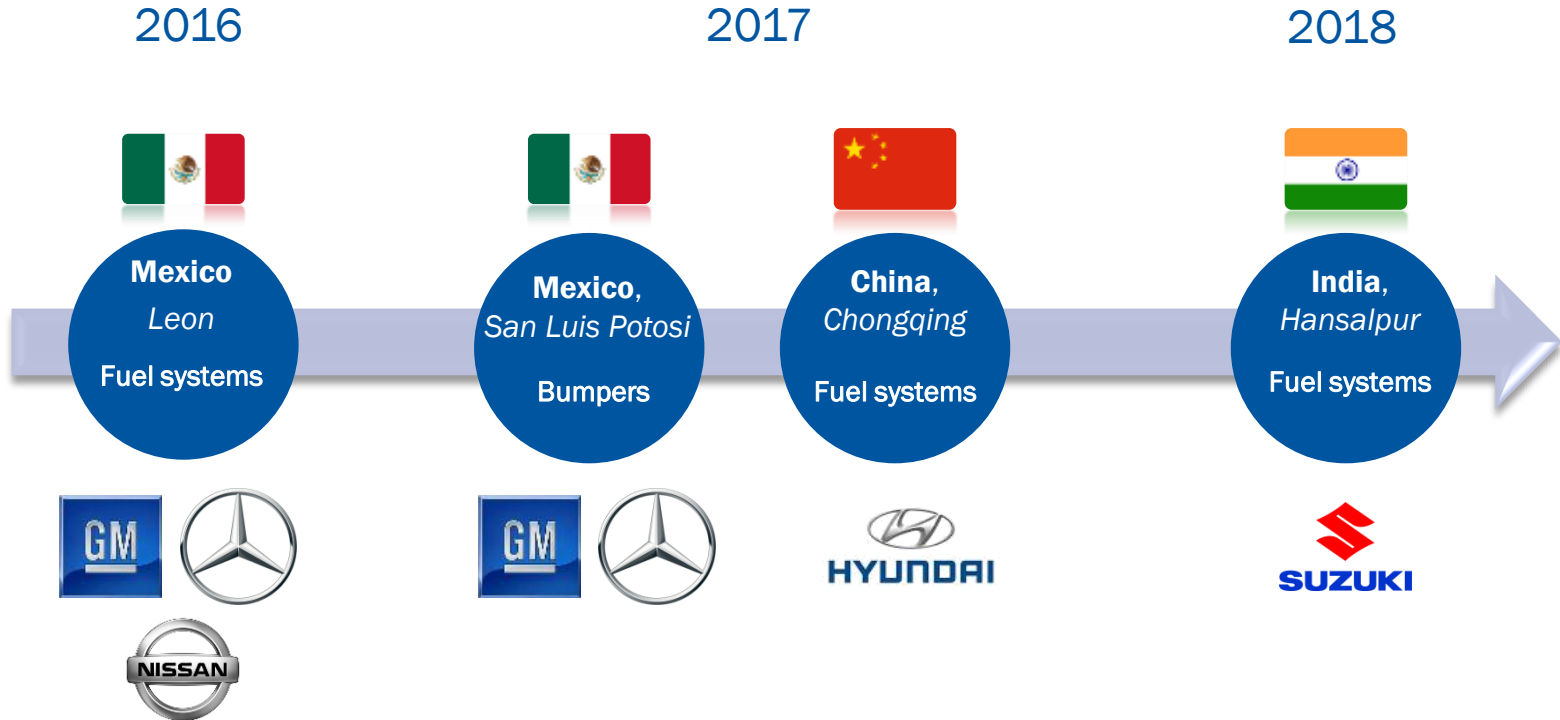 2016
2017
2018
Mexico
Leon
Fuel systems
Mexico,
San Luis Potosi
Bumpers
China,
Chongqing
Fuel systems
India,
Hansalpur
Fuel systems
GM
NISSAN
GM
HYUNDAI
SUZUKI